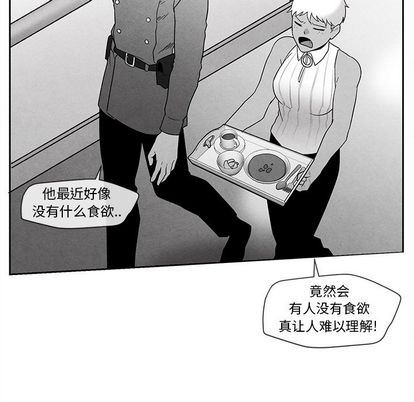 他最近好像
没有什么食欲..
竟然会
有人没有食欲
真让人难以理解!